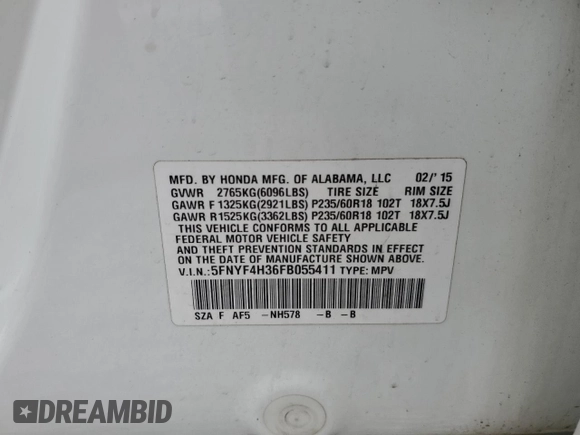 MFD. BY HONDA MFG. OF ALABAMA, LLC 02/'15
GVWR 2765KG(6096LBS) TIRE SIZE RIM SIZE
GAWR F 1325KG(2921LBS) P235/60R18 102T 18X7.5J
GAWR R 1525KG(3362LBS) P235/60R18 102T 18X7.5J
THIS VEHICLE CONFORMS TO ALL APPLICABLE
FEDERAL MOTOR VEHICLE SAFETY
AND THEFT PREVENTION STANDARDS IN EFFECT
ON THE DATE OF MANUFACTURE SHOWN ABOVE.
V.I.N.:5FNYF4H36FB055411 TYPE: MPV
SZA F AF5 -NH578 -B -B
DREAMBID